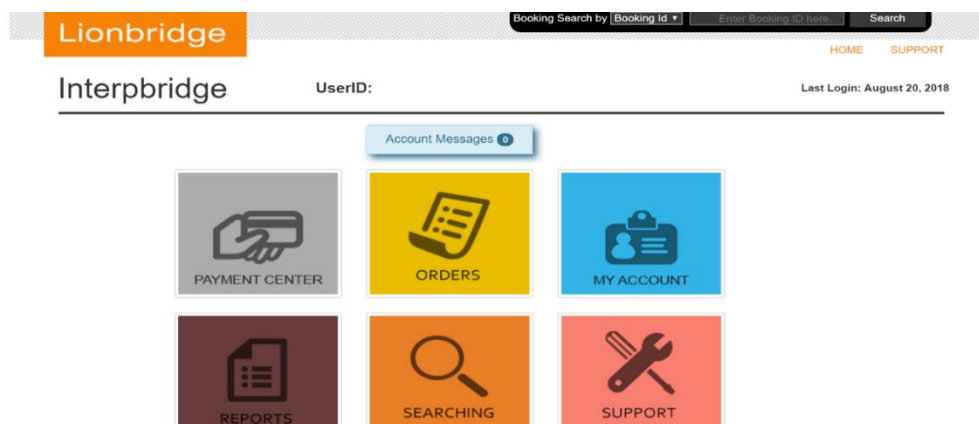 Booking Search by Booking Id Enter Booking ID here... Search
Lionbridge
HOME SUPPORT
Interpbridge UserID: Last Login: August 20, 2018
Account Messages 0
PAYMENT CENTER ORDERS MY ACCOUNT
REPORTS SEARCHING SUPPORT